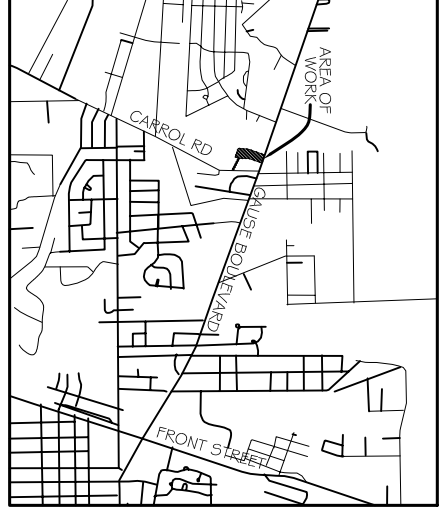 AREA OF
WORK
CARROL RD
GAUSE BOULEVARD
FRONT STREET